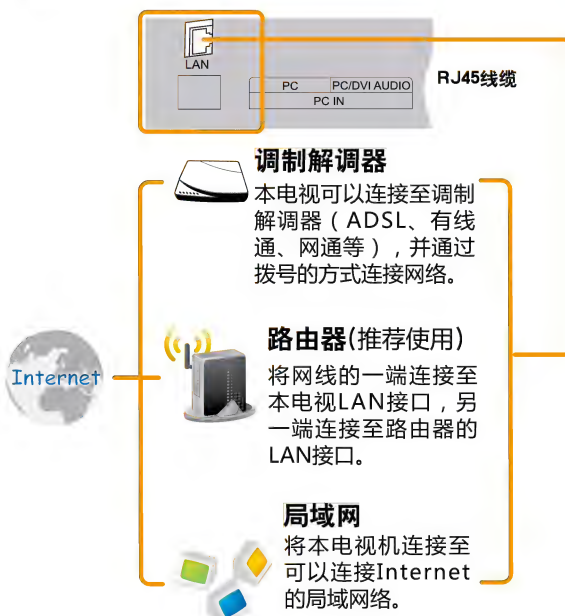 LAN
PC PC/DVI AUDIO
PC IN
RJ45线缆
调制解调器
本电视可以连接至调制
解调器（ADSL、有线
通、网通等），并通过
拨号的方式连接网络。
Internet
路由器(推荐使用)
将网线的一端连接至
本电视LAN接口，另
一端连接至路由器的
LAN接口。
局域网
将本电视机连接至
可以连接Internet
的局域网络。